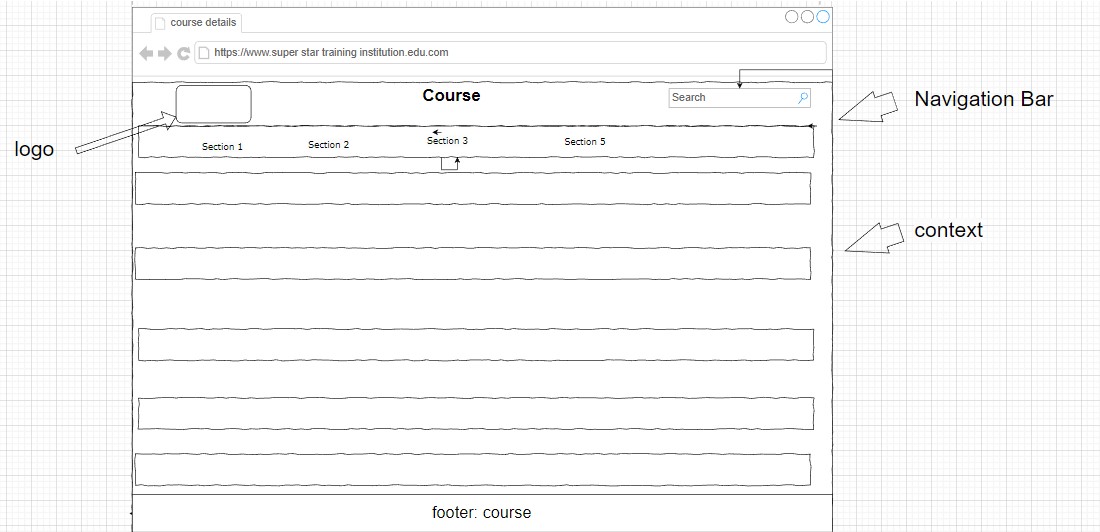 course details
https://www.super star training institution.edu.com
Course
Search
Navigation Bar
logo
Section 1
Section 2
Section 3
Section 5
context
footer: course